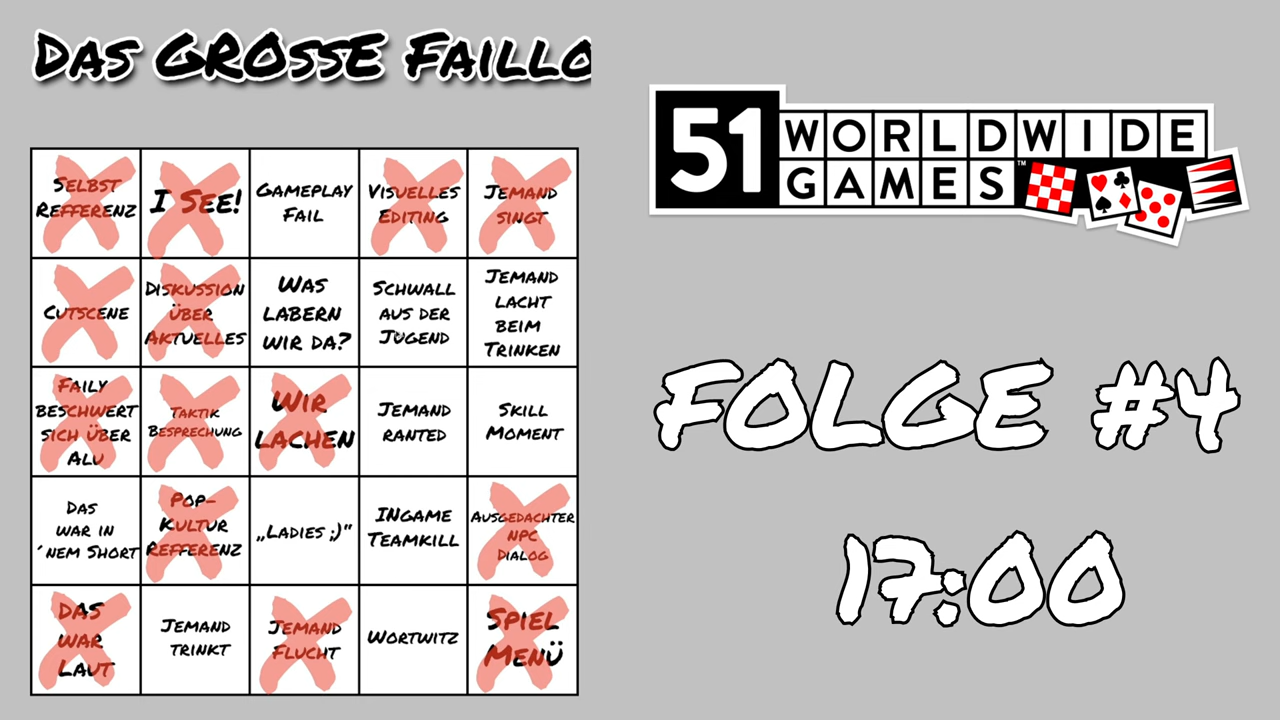 DAS GROSSE FAILLO
SELBST
REFFERENZ
I SEE!
GAMEPLAY
FAIL
VISUELLES
EDITING
JEMAND
SINGT
CUTSCENE
DISKUSSION
ÜBER
AKTUELLES
WAS
LABERN
WIR DA?
SCHWALL
AUS DER
JUGEND
JEMAND
LACHT
BEIM
TRINKEN
FAILY
BESCHWERT
SICH ÜBER
ALU
TAKTIK
BESPRECHUNG
WIR
LACHEN
JEMAND
RANTED
SKILL
MOMENT
DAS
WAR IN
´NEM SHORT
POP-
KULTUR
REFFERENZ
„LADIES ;)"
INGAME
TEAMKILL
AUSGEDACHTER
NPC
DIALOG
DAS
WAR
LAUT
JEMAND
TRINKT
JEMAND
FLUCHT
WORTWITZ
SPIEL
MENÜ
51 WORLDWIDE
GAMES™
FOLGE #4
17:00